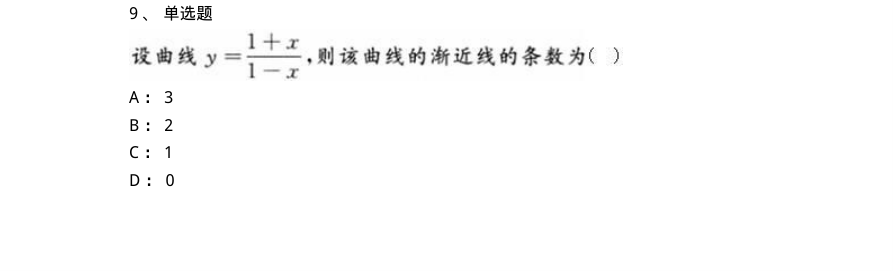 9、 单选题
设曲线 y=\frac{1+x}{1-x},则该曲线的渐近线的条数为( )
A： 3
B： 2
C： 1
D： 0